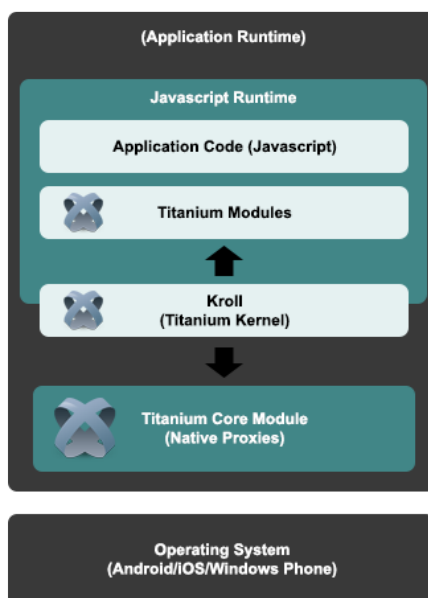 (Application Runtime)
Javascript Runtime
Application Code (Javascript)
Titanium Modules
Kroll
(Titanium Kernel)
Titanium Core Module
(Native Proxies)
Operating System
(Android/iOS/Windows Phone)